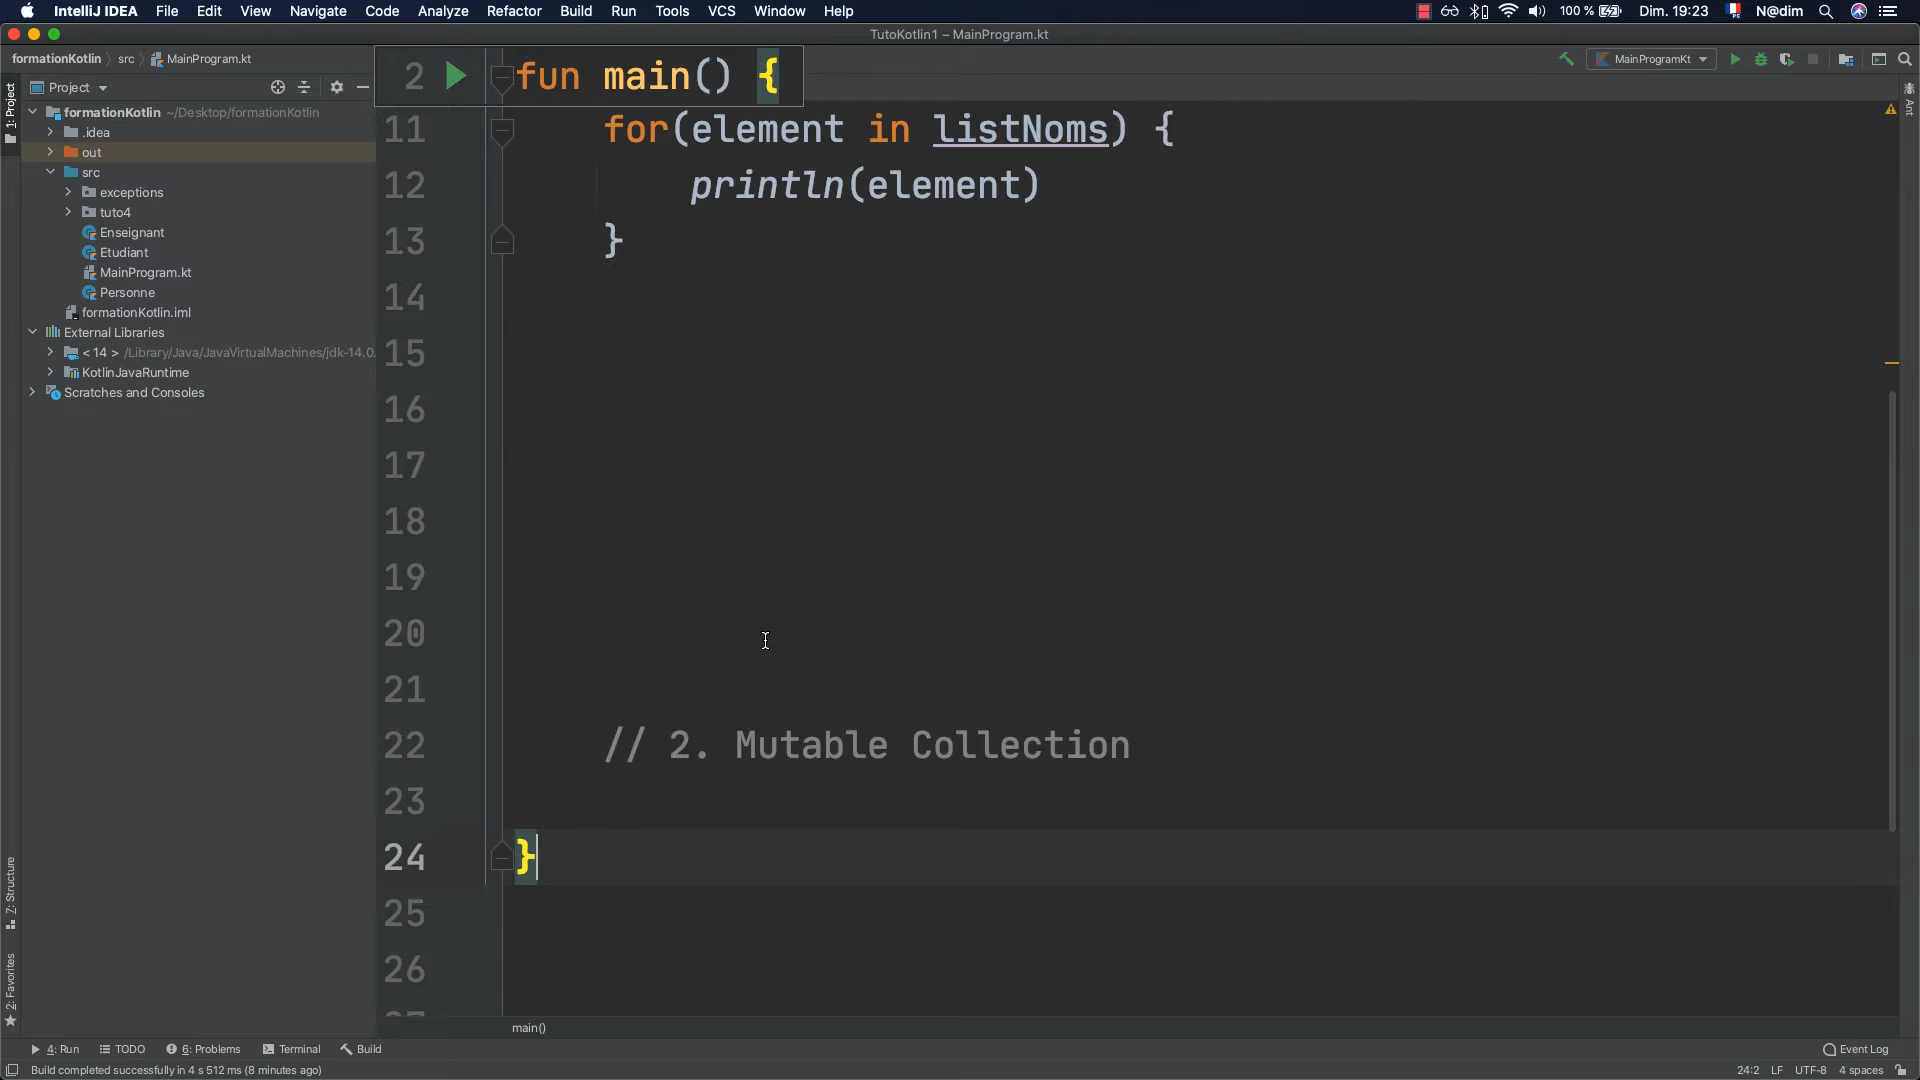 IntelliJ IDEA File Edit View Navigate Code Analyze Refactor Build Run Tools VCS Window Help 100 % Dim. 19:23 N@dim
TutoKotlin1 – MainProgram.kt
formationKotlin src MainProgram.kt MainProgramKt
Project
1: Project
Ant
formationKotlin ~/Desktop/formationKotlin
.idea
out
src
exceptions
tuto4
Enseignant
Etudiant
MainProgram.kt
Personne
formationKotlin.iml
External Libraries
< 14 > /Library/Java/JavaVirtualMachines/jdk-14.0.
KotlinJavaRuntime
Scratches and Consoles
2 fun main() {
11 for(element in listNoms) {
12 println(element)
13 }
14
15
16
17
18
19
20
21
22 // 2. Mutable Collection
23
24 }
25
26
main()
7: Structure
2: Favorites
4: Run TODO 6: Problems Terminal Build Event Log
Build completed successfully in 4 s 512 ms (8 minutes ago) 24:2 LF UTF-8 4 spaces